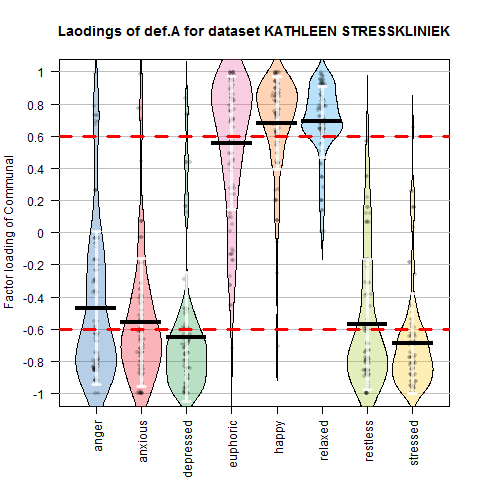 Laodings of def.A for dataset KATHLEEN STRESSKLINIEK
Factor loading of Communal
1
0.8
0.6
0.4
0.2
0
-0.2
-0.4
-0.6
-0.8
-1
anger
anxious
depressed
euphoric
happy
relaxed
restless
stressed